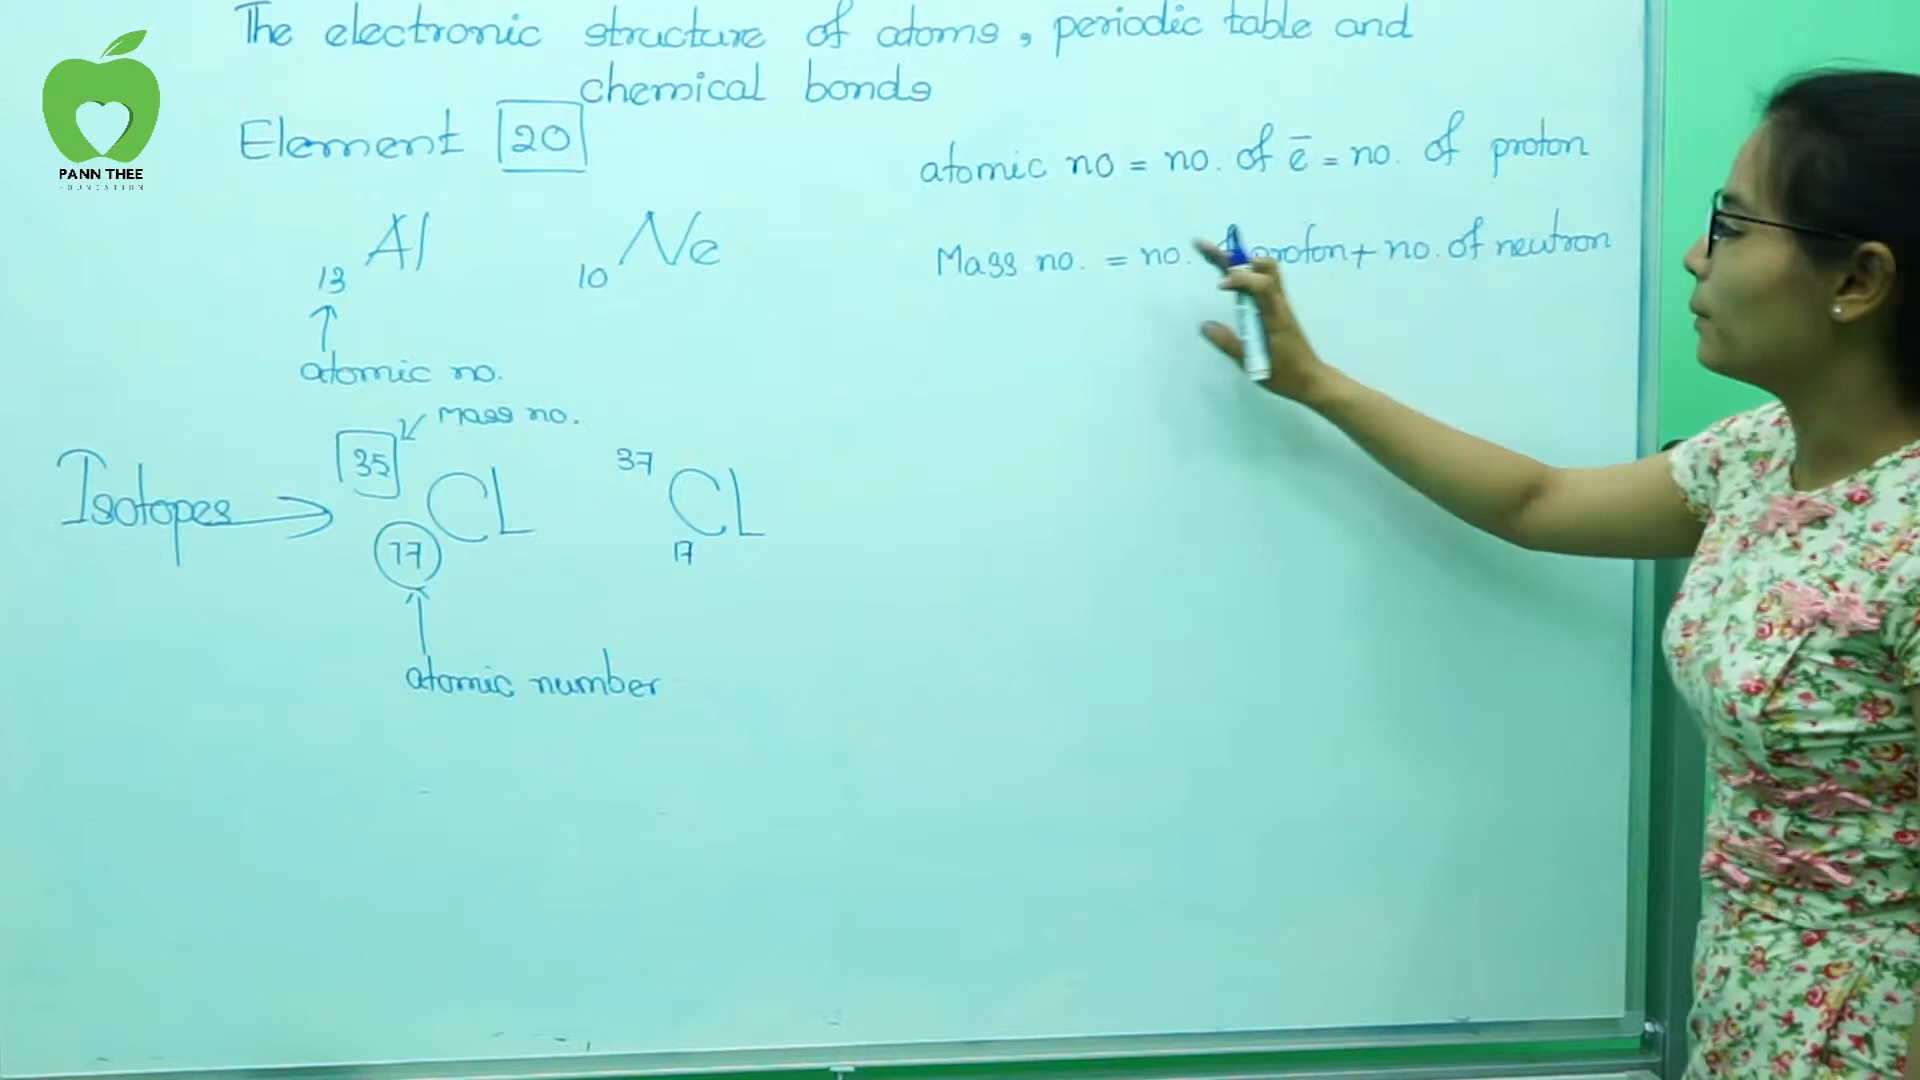 The electronic structure of atoms, periodic table and
chemical bonds
PANN THEE
FOUNDATION
Element 20
atomic no = no. of ē = no. of proton
Mass no. = no. of proton + no. of neutron
13 Al
10 Ne
atomic no.
Mass no.
Isotopes
35 CL 17
37 CL 17
atomic number